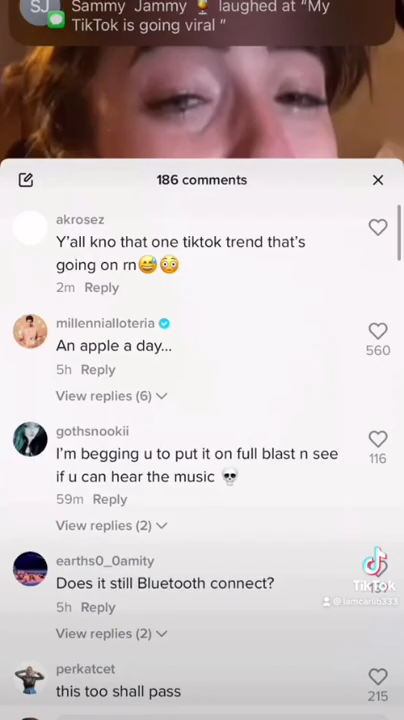 SJ
Sammy Jammy laughed at “My
TikTok is going viral ”
186 comments
akrosez
Y'all kno that one tiktok trend that's
going on rn😅😳
2m Reply
millennialloteria
An apple a day...
560
5h Reply
View replies (6)
gothsnookii
I'm begging u to put it on full blast n see
if u can hear the music 💀
116
59m Reply
View replies (2)
earths0_0amity
Does it still Bluetooth connect?
TikTok
5h Reply
View replies (2)
perkatcet
this too shall pass
215